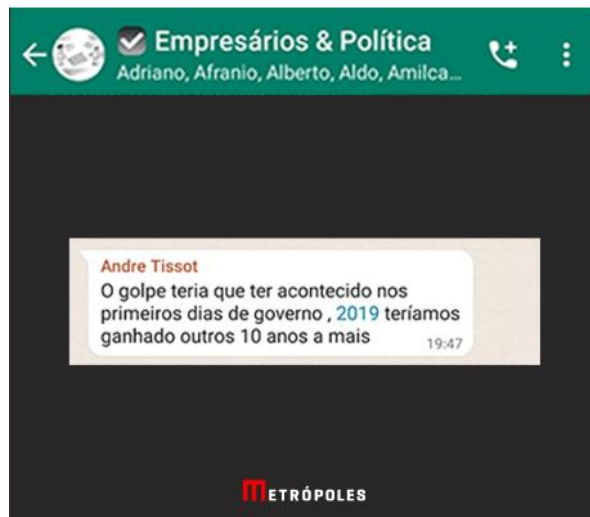 Empresários & Política
Adriano, Afranio, Alberto, Aldo, Amilca...
Andre Tissot
O golpe teria que ter acontecido nos
primeiros dias de governo , 2019 teríamos
ganhado outros 10 anos a mais
19:47
METRÓPOLES